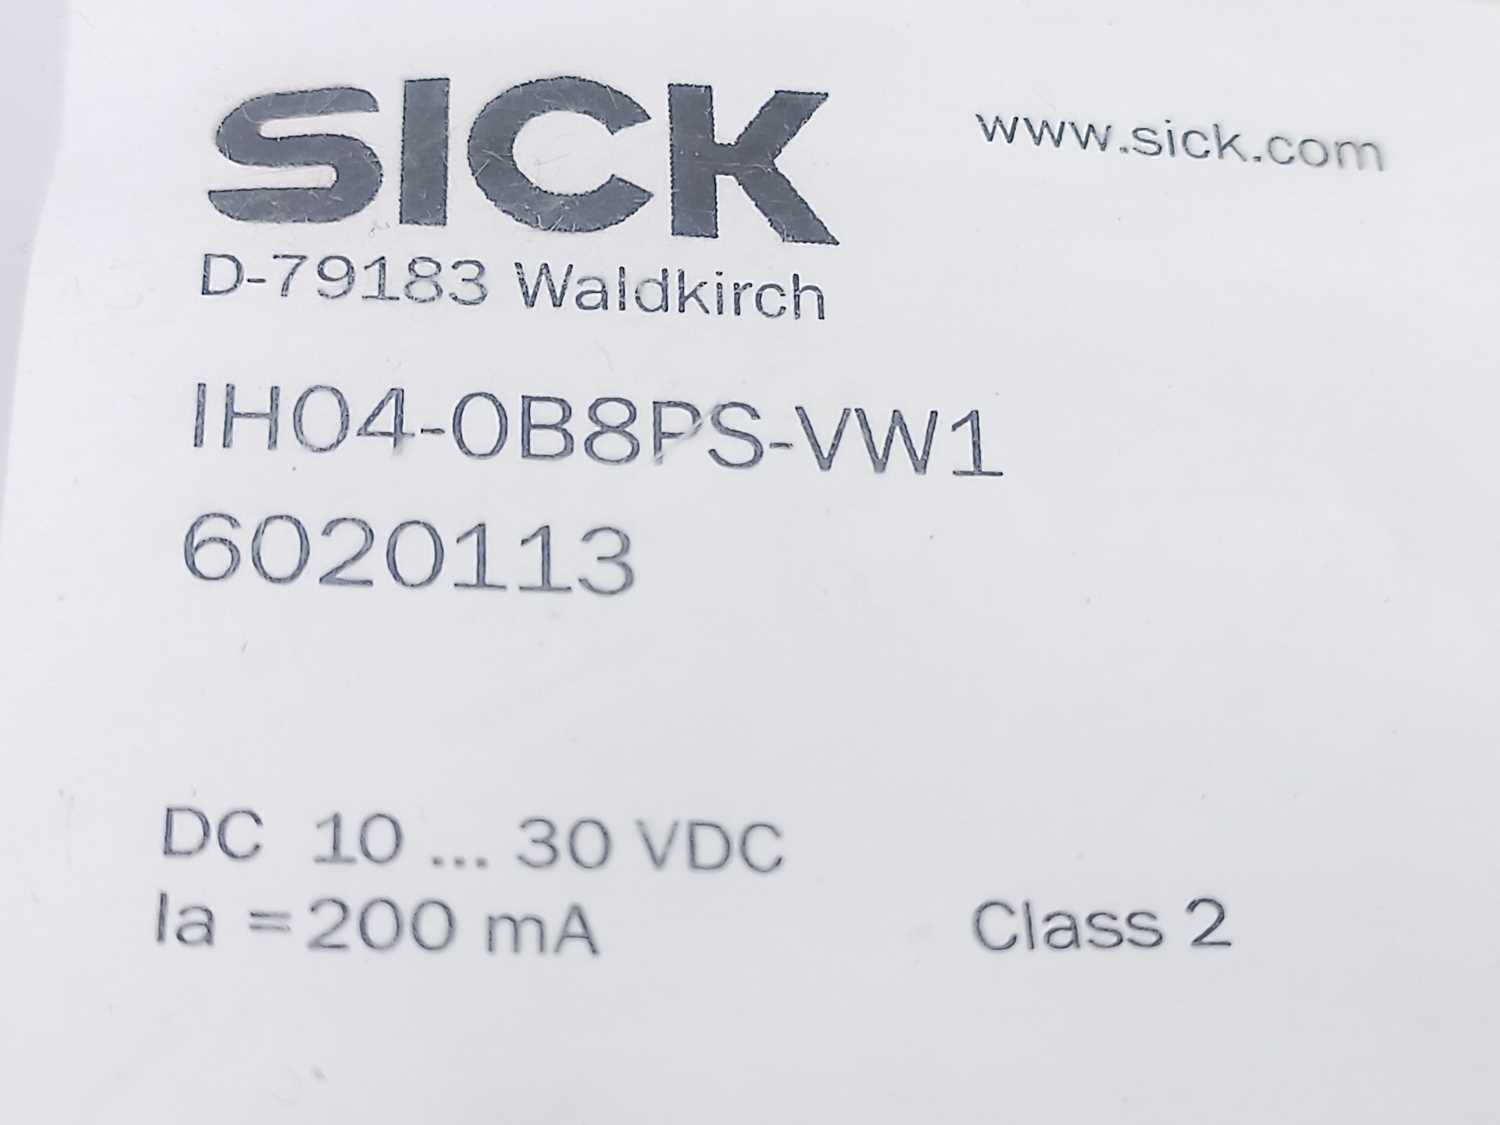 SICK
www.sick.com
D-79183 Waldkirch
IH04-0B8PS-VW1
6020113
DC 10 ... 30 VDC
Ia = 200 mA
Class 2